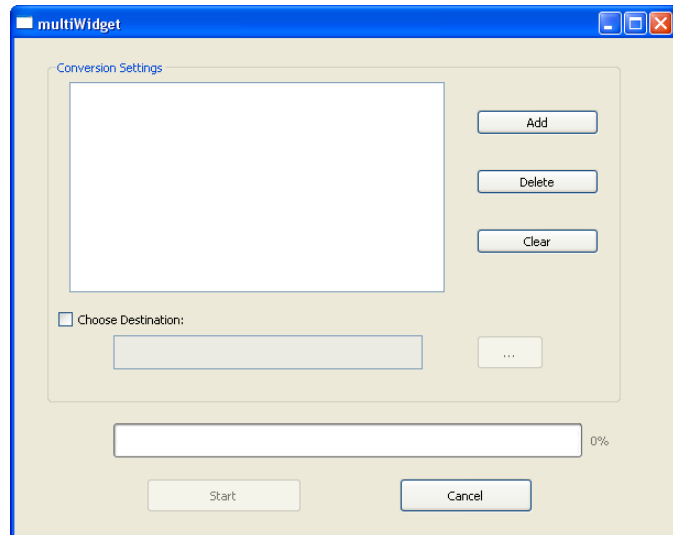 multiWidget
Conversion Settings
Add
Delete
Clear
Choose Destination:
...
0%
Start
Cancel